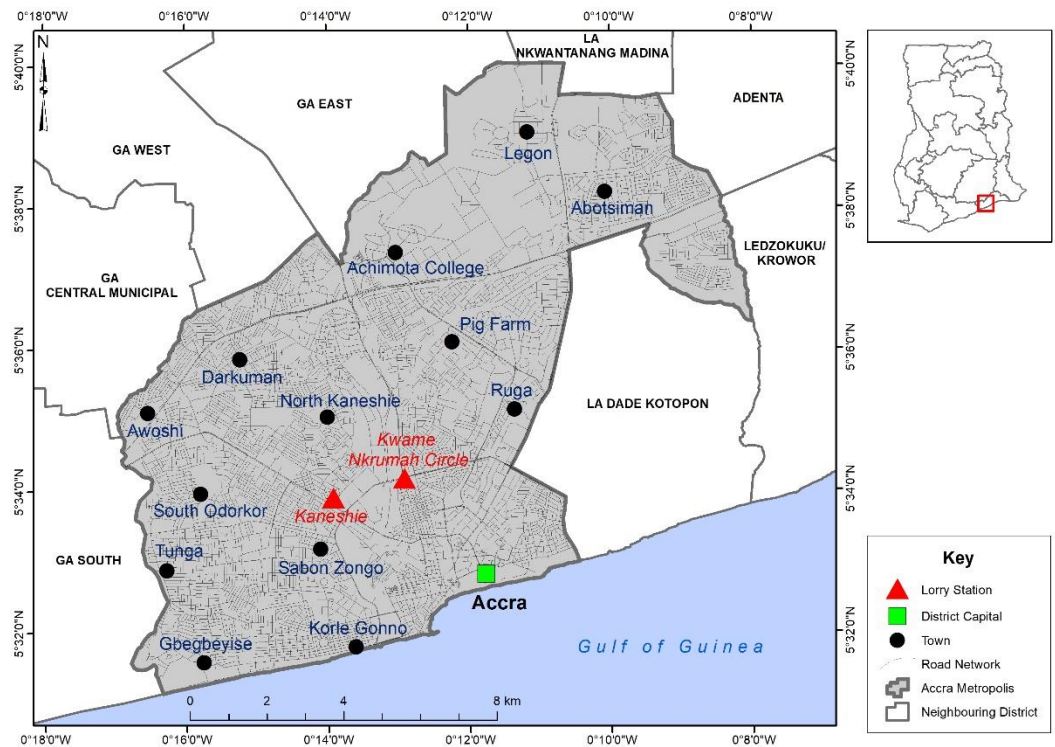 0°18'0"W
0°16'0"W
0°14'0"W
0°12'0"W
0°10'0"W
0°8'0"W
N
5°40'0"N
5°38'0"N
5°36'0"N
5°34'0"N
5°32'0"N
LA
NKWANTANANG MADINA
GA EAST
ADENTA
GA WEST
Legon
Abotsiman
LEDZOKUKU/
KROWOR
Achimota College
GA
CENTRAL MUNICIPAL
Pig Farm
Darkuman
North Kaneshie
Ruga
LA DADE KOTOPON
Awoshi
Kwame
Nkrumah Circle
South Odorkor
Kaneshie
Tunga
GA SOUTH
Sabon Zongo
Accra
Korle Gonno
Gbegbeyise
Gulf of Guinea
0 2 4 8 km
5°40'0"N
5°38'0"N
5°36'0"N
5°34'0"N
5°32'0"N
0°18'0"W
0°16'0"W
0°14'0"W
0°12'0"W
0°10'0"W
0°8'0"W
Key
Lorry Station
District Capital
Town
Road Network
Accra Metropolis
Neighbouring District